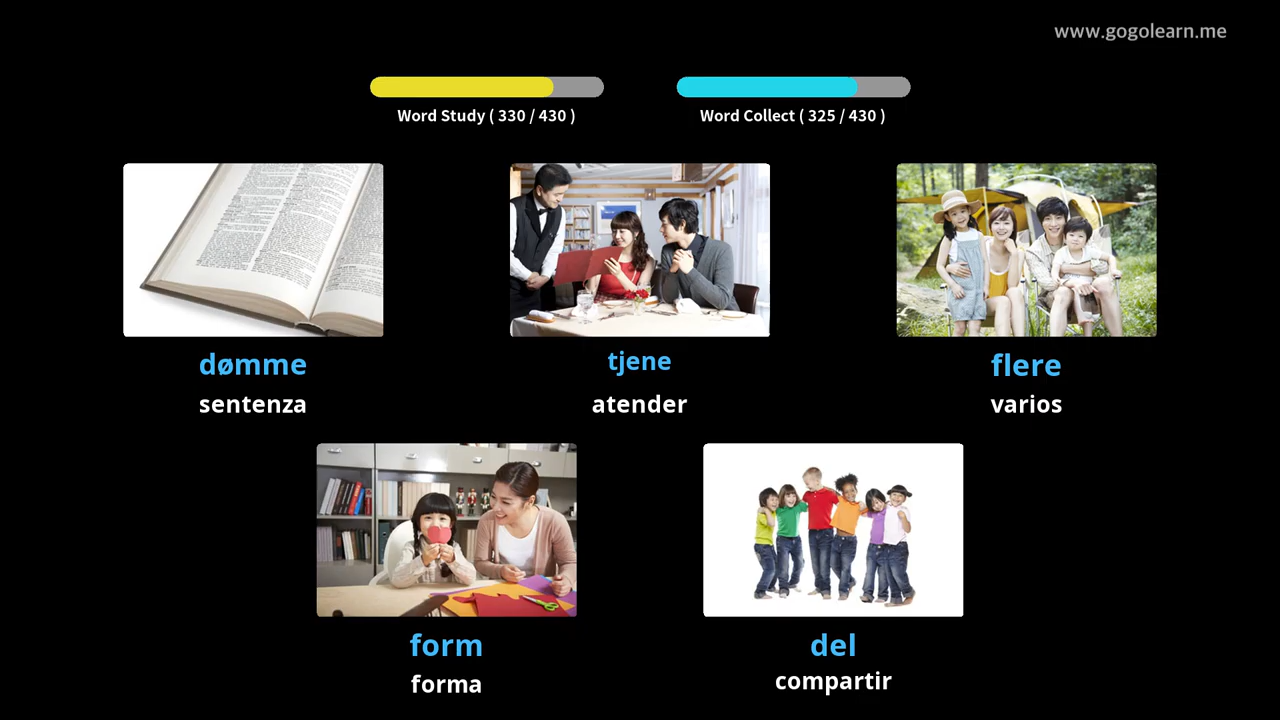 www.gogolearn.me
Word Study ( 330 / 430 )
Word Collect ( 325 / 430 )
dømme
sentenza
tjene
atender
flere
varios
form
forma
del
compartir